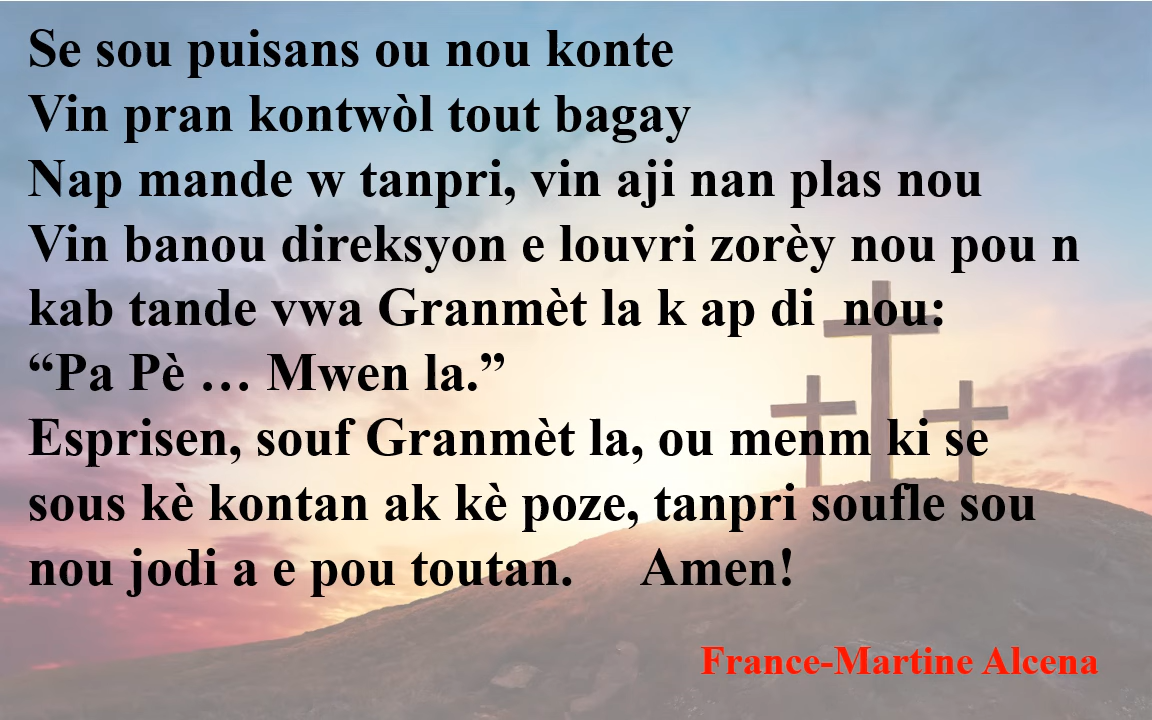 Se sou puisans ou nou konte
Vin pran kontwòl tout bagay
Nap mande w tanpri, vin aji nan plas nou
Vin banou direksyon e louvri zorèy nou pou n
kab tande vwa Granmèt la k ap di  nou:
“Pa Pè … Mwen la.”
Esprisen, souf Granmèt la, ou menm ki se
sous kè kontan ak kè poze, tanpri soufle sou
nou jodi a e pou toutan.     Amen!
France-Martine Alcena